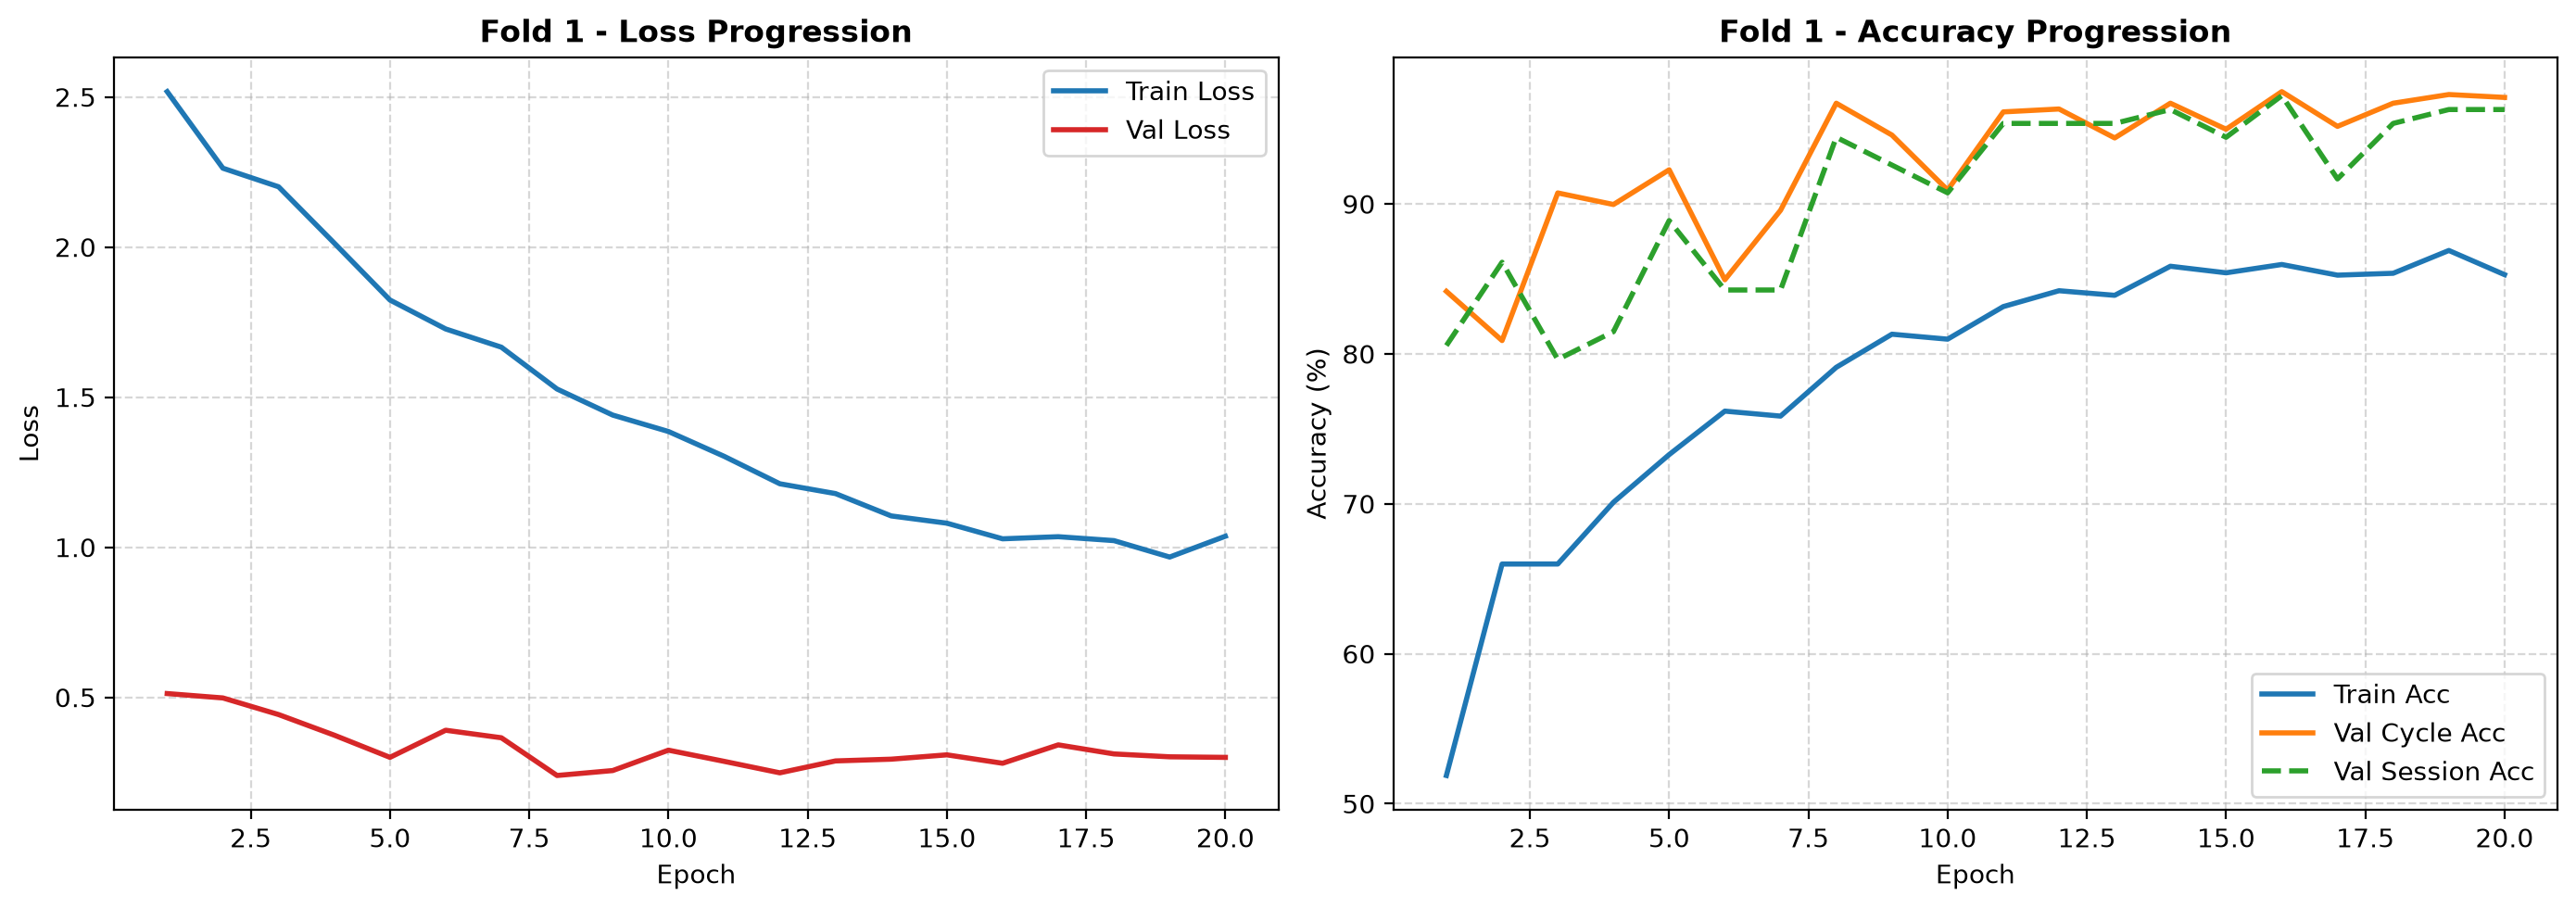 Fold 1 - Loss Progression
Train Loss
Val Loss
2.5
2.0
1.5
1.0
0.5
Loss
2.5 5.0 7.5 10.0 12.5 15.0 17.5 20.0
Epoch
Fold 1 - Accuracy Progression
90
80
70
60
50
Accuracy (%)
Train Acc
Val Cycle Acc
Val Session Acc
2.5 5.0 7.5 10.0 12.5 15.0 17.5 20.0
Epoch